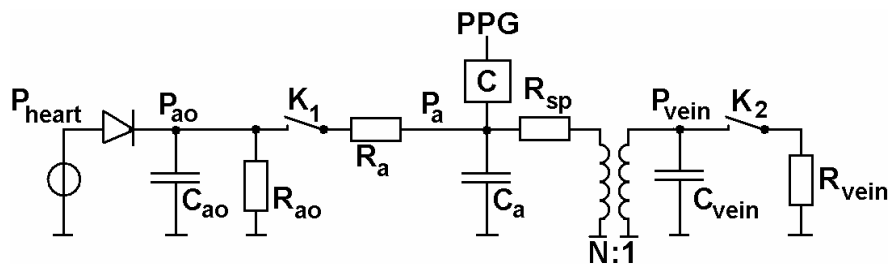 PPG
P_heart
P_ao
K_1
P_a
C
R_sp
P_vein
K_2
R_a
C_ao
R_ao
C_a
C_vein
R_vein
N:1